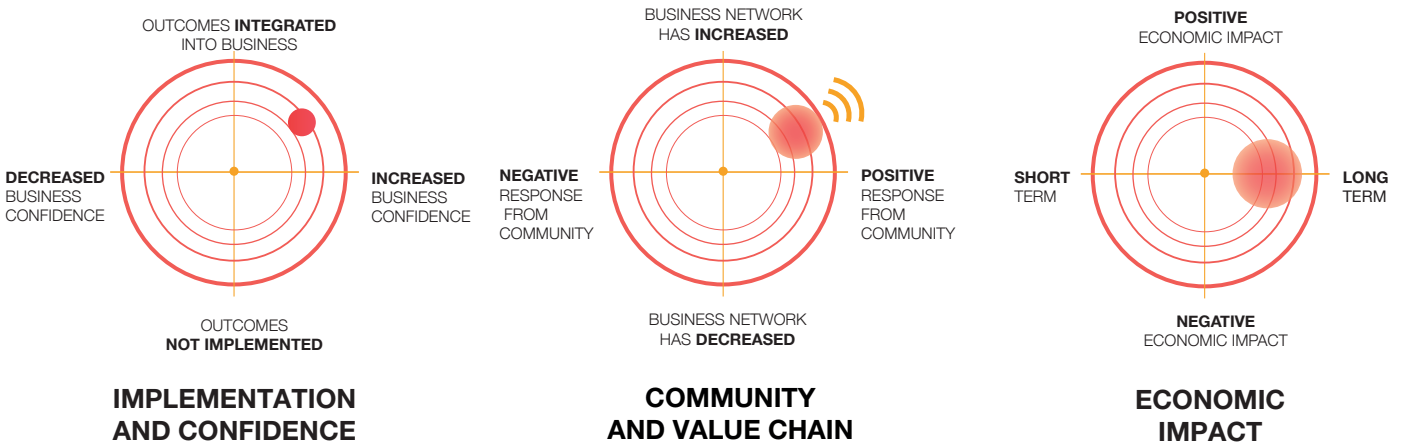 OUTCOMES INTEGRATED
INTO BUSINESS
DECREASED
BUSINESS
CONFIDENCE
INCREASED
BUSINESS
CONFIDENCE
OUTCOMES
NOT IMPLEMENTED
IMPLEMENTATION
AND CONFIDENCE
BUSINESS NETWORK
HAS INCREASED
NEGATIVE
RESPONSE
FROM
COMMUNITY
POSITIVE
RESPONSE
FROM
COMMUNITY
BUSINESS NETWORK
HAS DECREASED
COMMUNITY
AND VALUE CHAIN
POSITIVE
ECONOMIC IMPACT
SHORT
TERM
LONG
TERM
NEGATIVE
ECONOMIC IMPACT
ECONOMIC
IMPACT